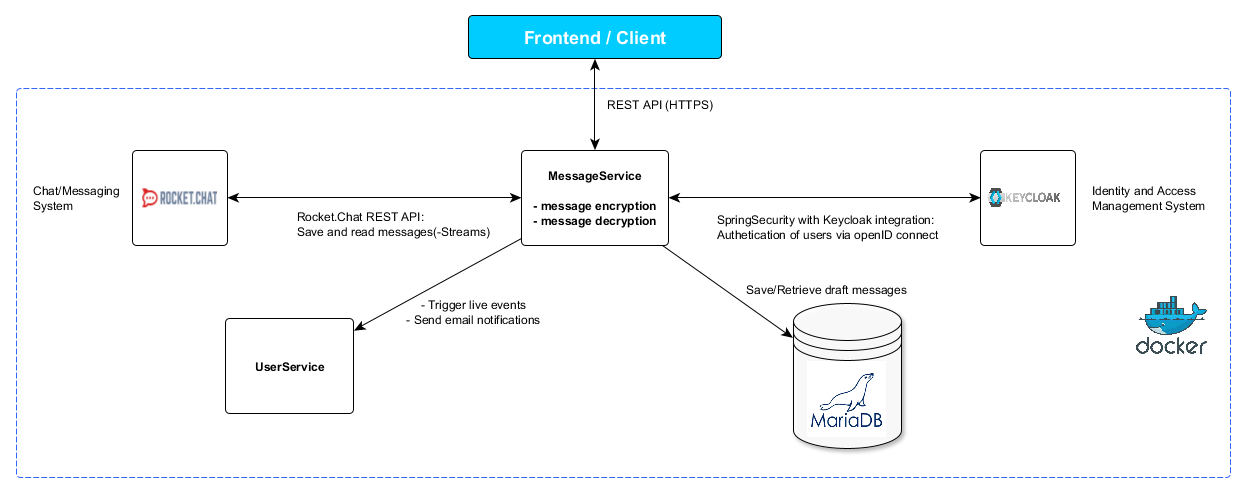 Frontend / Client
REST API (HTTPS)
Chat/Messaging
System
ROCKET.CHAT
Rocket.Chat REST API:
Save and read messages(-Streams)
MessageService
- message encryption
- message decryption
SpringSecurity with Keycloak integration:
Authetication of users via openID connect
KEYCLOAK
Identity and Access
Management System
- Trigger live events
- Send email notifications
UserService
Save/Retrieve draft messages
MariaDB
docker